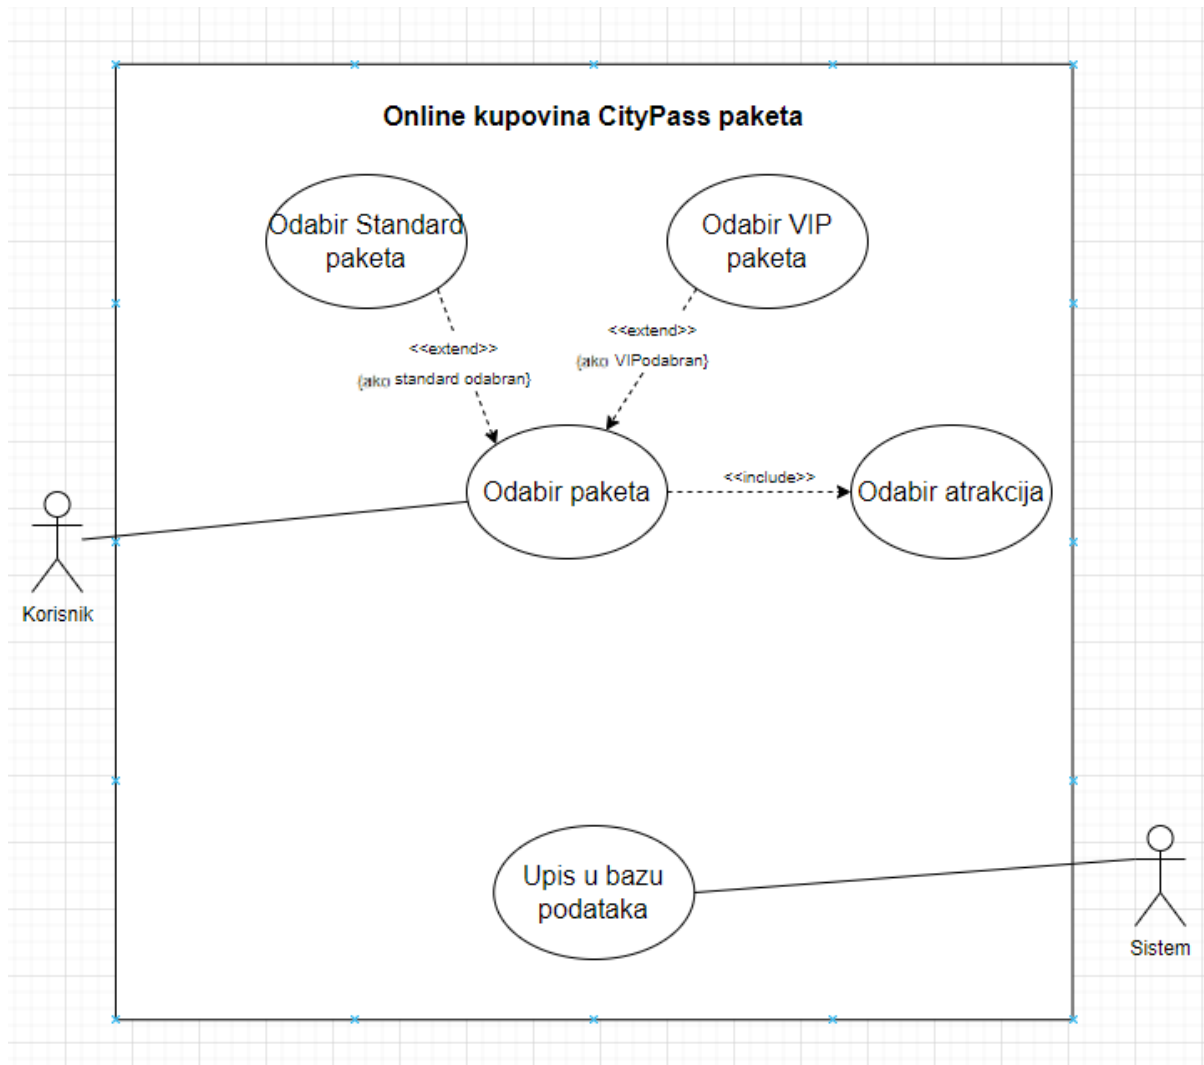 Online kupovina CityPass paketa
Odabir Standard
paketa
Odabir VIP
paketa
<<extend>>
{ako standard odabran}
<<extend>>
{ako VIPodabran}
Odabir paketa
<<include>>
Odabir atrakcija
Korisnik
Upis u bazu
podataka
Sistem